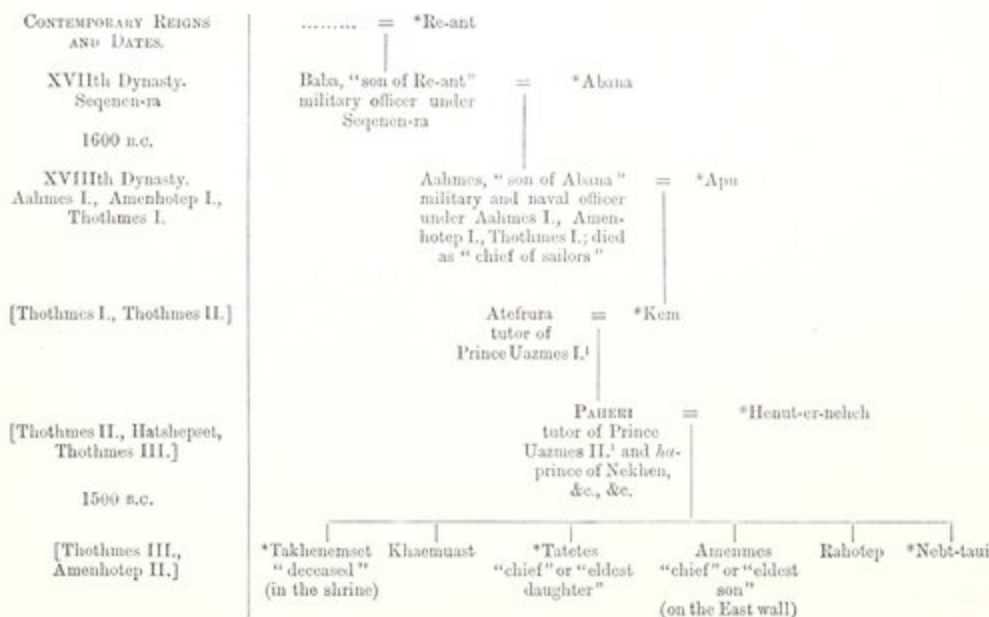 CONTEMPORARY REIGNS
AND DATES.
......... = *Re-ant
XVIIth Dynasty.
Seqenen-ra
Baba, "son of Re-ant" = *Abana
military officer under
Seqenen-ra
1600 B.C.
XVIIIth Dynasty.
Aahmes I., Amenhotep I.,
Thothmes I.
Aahmes, "son of Abana" = *Apu
military and naval officer
under Aahmes I., Amen-
hotep I., Thothmes I.; died
as "chief of sailors"
[Thothmes I., Thothmes II.]
Atefrura = *Kem
tutor of
Prince Uazmes I.¹
[Thothmes II., Hatshepset,
Thothmes III.]
PAHERI = *Henut-er-neheh
tutor of Prince
Uazmes II.¹ and ha-
prince of Nekhen,
&c., &c.
1500 B.C.
[Thothmes III.,
Amenhotep II.]
*Takhenemset
"deceased"
(in the shrine)
Khaemuast
*Tatetes
"chief" or "eldest
daughter"
Amenmes
"chief" or "eldest
son"
(on the East wall)
Rahotep
*Nebt-taui